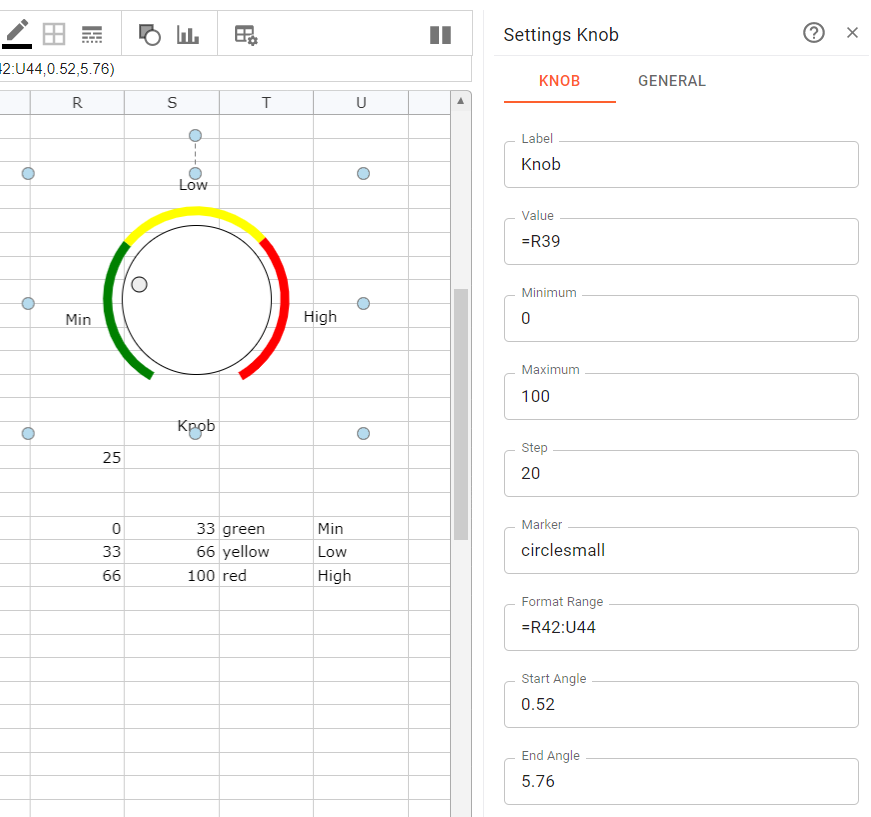 Settings Knob
42:U44,0.52,5.76)
KNOB GENERAL
R S T U
Low
Min
High
Knob
25
0 33 green Min
33 66 yellow Low
66 100 red High
Label
Knob
Value
=R39
Minimum
0
Maximum
100
Step
20
Marker
circlesmall
Format Range
=R42:U44
Start Angle
0.52
End Angle
5.76